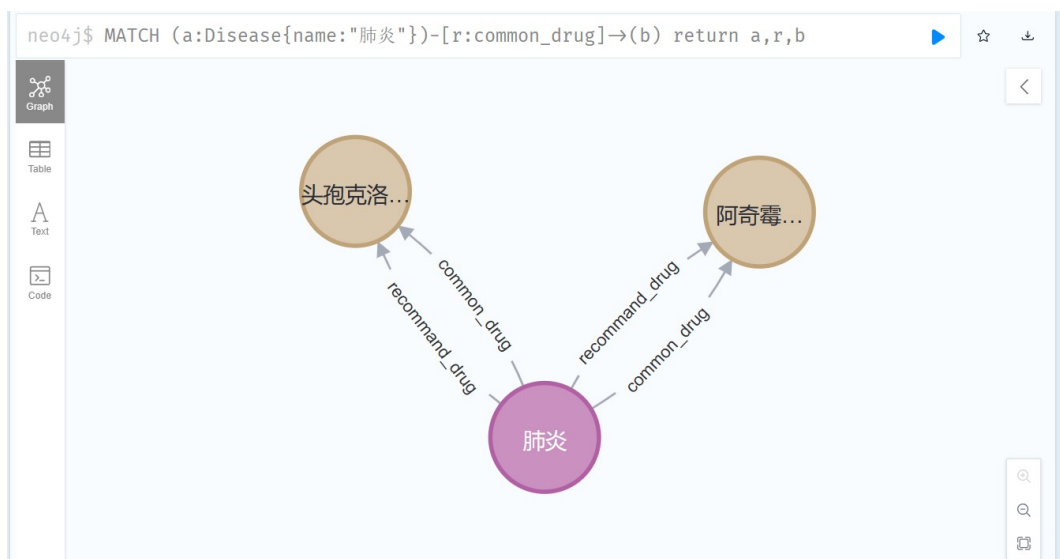 neo4j$ MATCH (a:Disease{name:"肺炎"})-[r:common_drug]→(b) return a,r,b
Graph
Table
Text
Code
头孢克洛...
阿奇霉...
common_drug
recommand_drug
recommand_drug
common_drug
肺炎